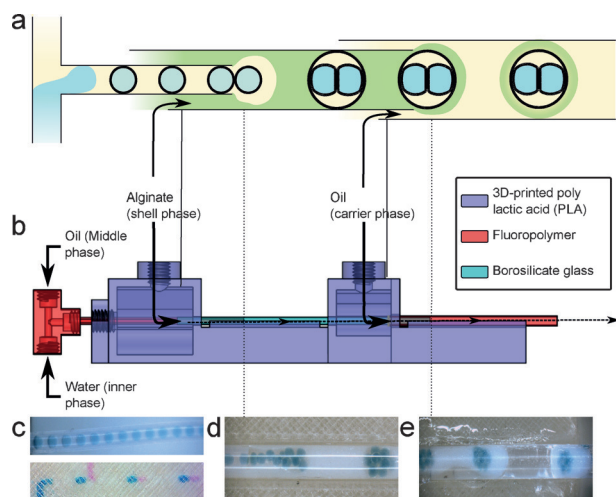 a
Alginate
(shell phase)
Oil
(carrier phase)
3D-printed poly
lactic acid (PLA)
Fluoropolymer
Borosilicate glass
b
Oil (Middle
phase)
Water (inner
phase)
c
d
e